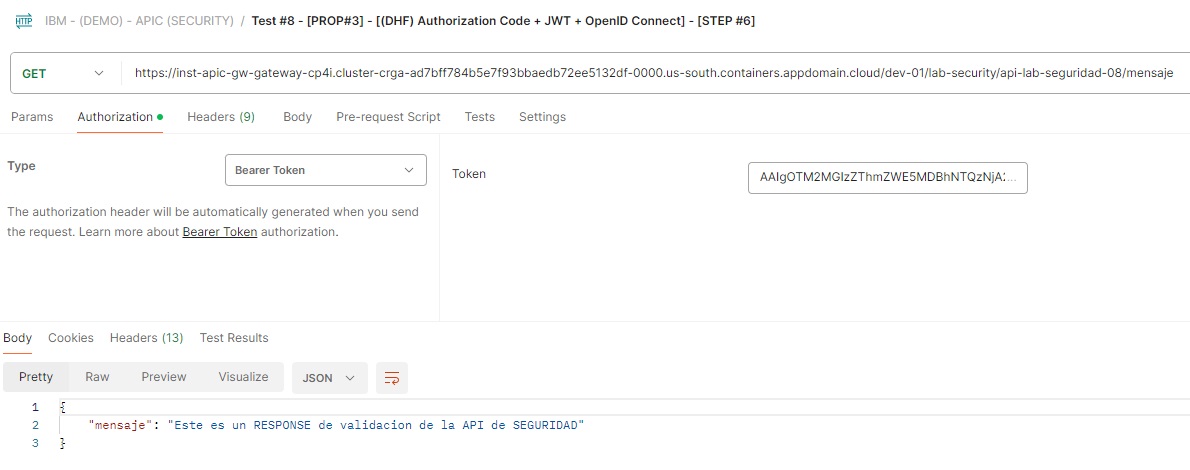 HTTP IBM - (DEMO) - APIC (SECURITY) / Test #8 - [PROP#3] - [(DHF) Authorization Code + JWT + OpenID Connect] - [STEP #6]
GET https://inst-apic-gw-gateway-cp4i.cluster-crga-ad7bff784b5e7f93bbaedb72ee5132df-0000.us-south.containers.appdomain.cloud/dev-01/lab-security/api-lab-seguridad-08/mensaje
Params Authorization Headers (9) Body Pre-request Script Tests Settings
Type Bearer Token
Token AAIgOTM2MGIzZThmZWE5MDBhNTQzNjA...
The authorization header will be automatically generated when you send
the request. Learn more about Bearer Token authorization.
Body Cookies Headers (13) Test Results
Pretty Raw Preview Visualize JSON
1 {
2 "mensaje": "Este es un RESPONSE de validacion de la API de SEGURIDAD"
3 }